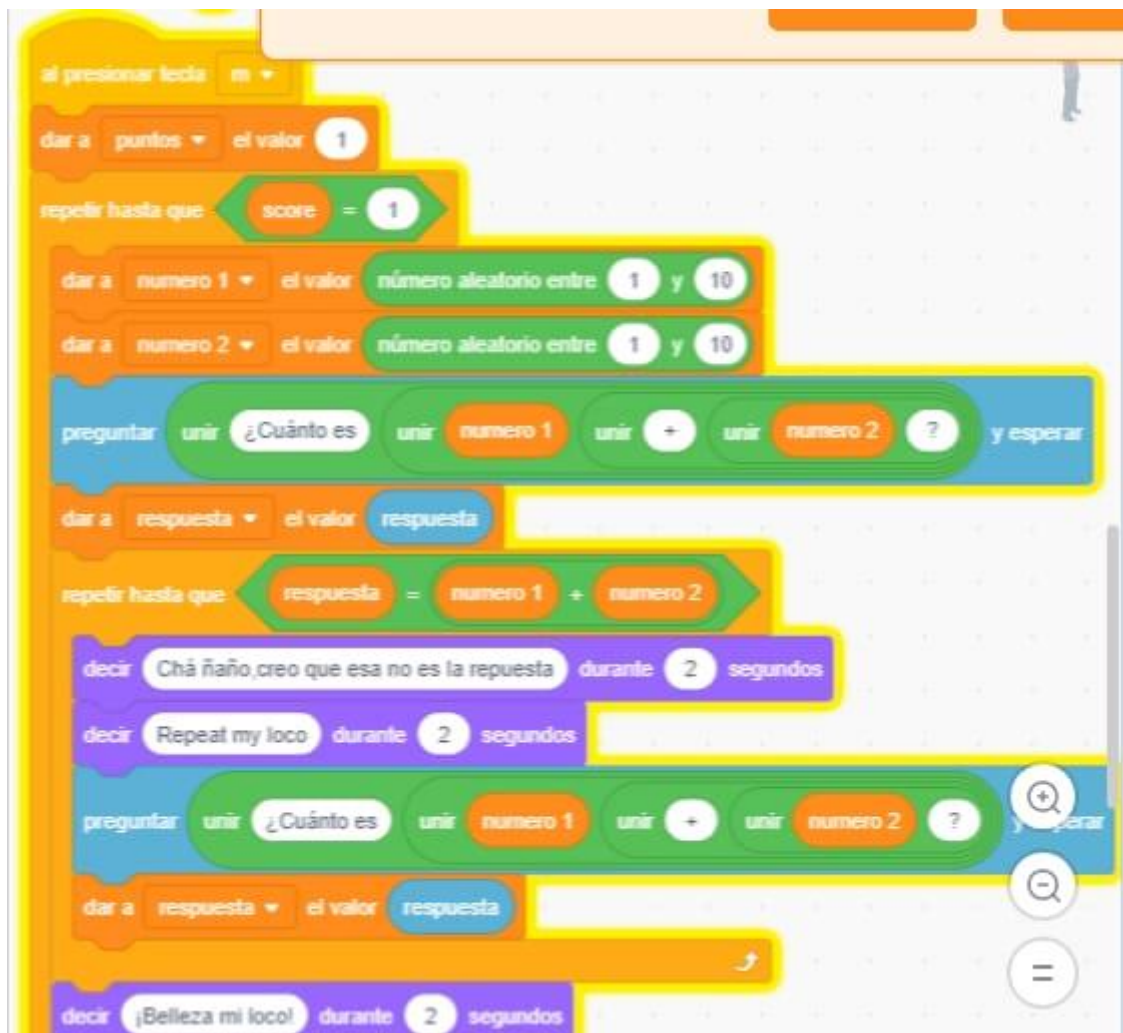 al presionar tecla m
dar a puntos el valor 1
repetir hasta que score = 1
dar a numero 1 el valor número aleatorio entre 1 y 10
dar a numero 2 el valor número aleatorio entre 1 y 10
preguntar unir ¿Cuánto es unir numero 1 unir + unir numero 2 ? y esperar
dar a respuesta el valor respuesta
repetir hasta que respuesta = numero 1 + numero 2
decir Chá ñaño,creo que esa no es la repuesta durante 2 segundos
decir Repeat my loco durante 2 segundos
preguntar unir ¿Cuánto es unir numero 1 unir + unir numero 2 ? y esperar
dar a respuesta el valor respuesta
decir ¡Belleza mi loco! durante 2 segundos